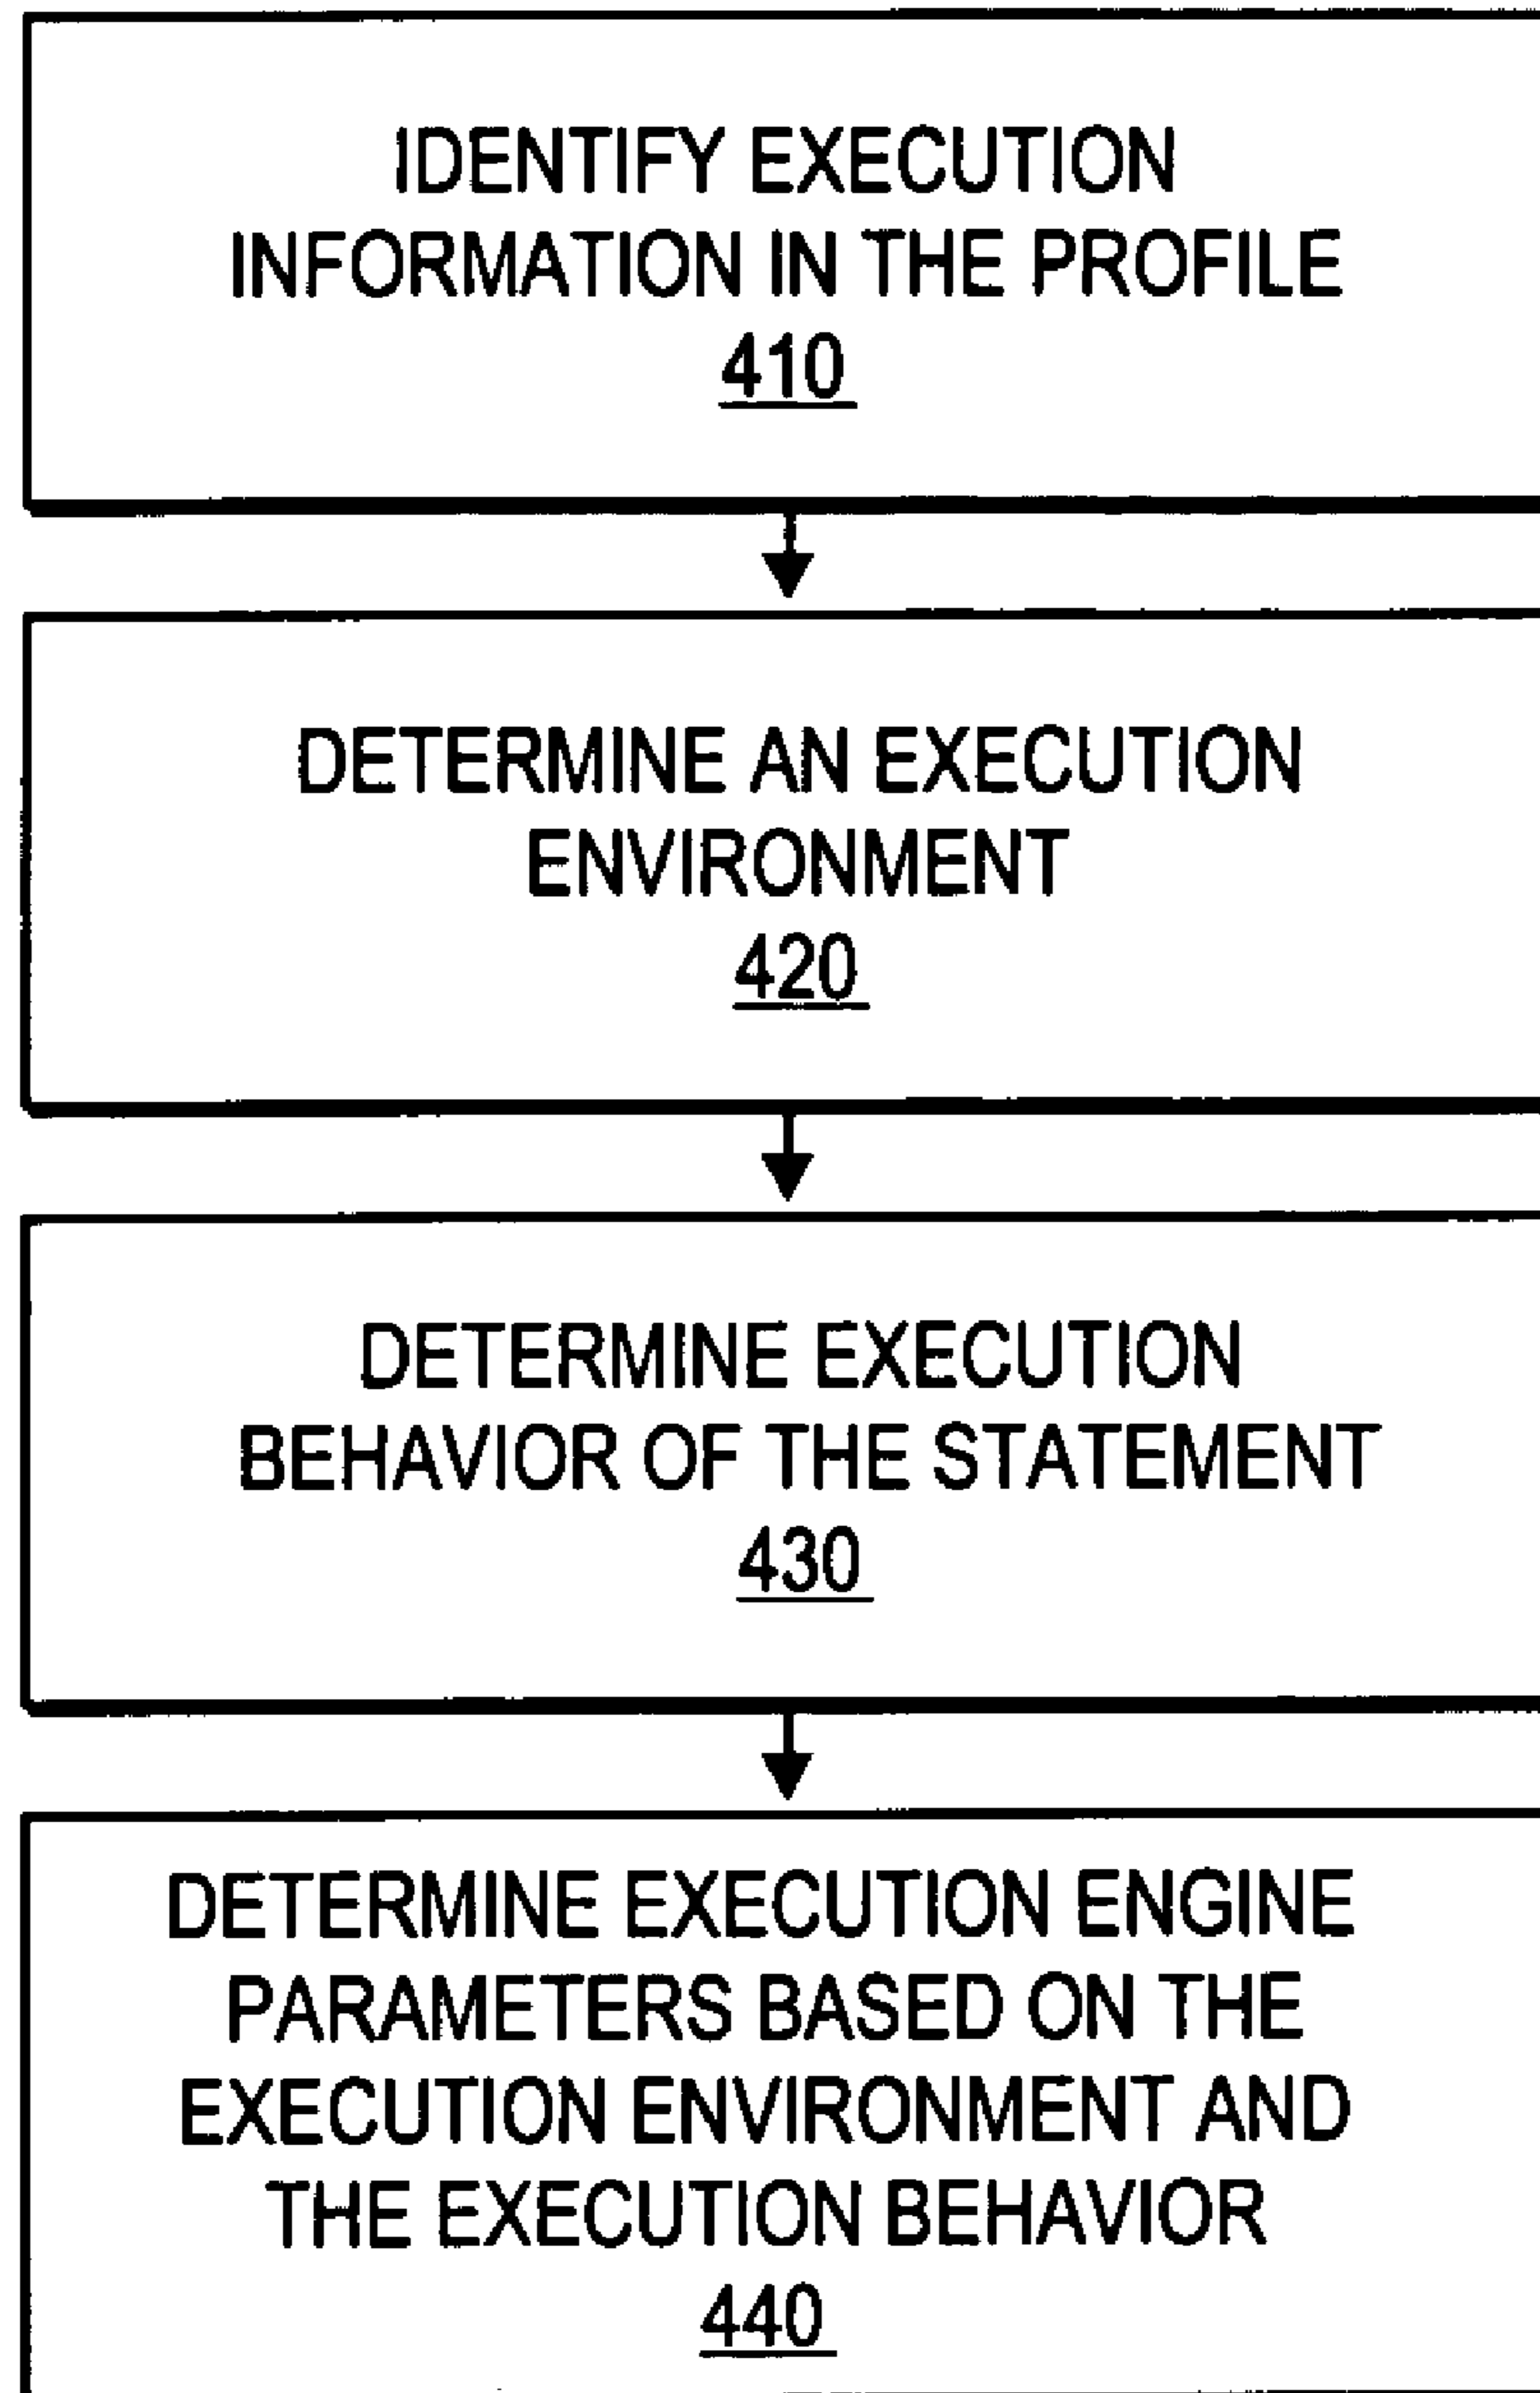 IDENTIFY EXECUTION
INFORMATION IN THE PROFILE
410
DETERMINE AN EXECUTION
ENVIRONMENT
420
DETERMINE EXECUTION
BEHAVIOR OF THE STATEMENT
430
DETERMINE EXECUTION ENGINE
PARAMETERS BASED ON THE
EXECUTION ENVIRONMENT AND
THE EXECUTION BEHAVIOR
440